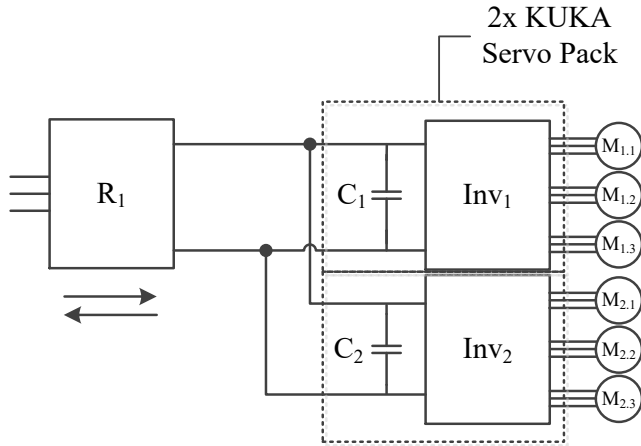 2x KUKA
Servo Pack
R₁
C₁
Inv₁
M₁.₁
M₁.₂
M₁.₃
C₂
Inv₂
M₂.₁
M₂.₂
M₂.₃